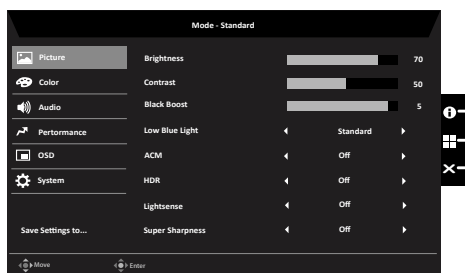 Mode - Standard
Picture
Color
Audio
Pertormance
OSD
System
Save Settings to...
Brightness 70
Contrast 50
Black Boost 5
Low Blue Light Standard
ACM Off
HDR Off
Lightsense Off
Super Sharpness Off
Move Enter